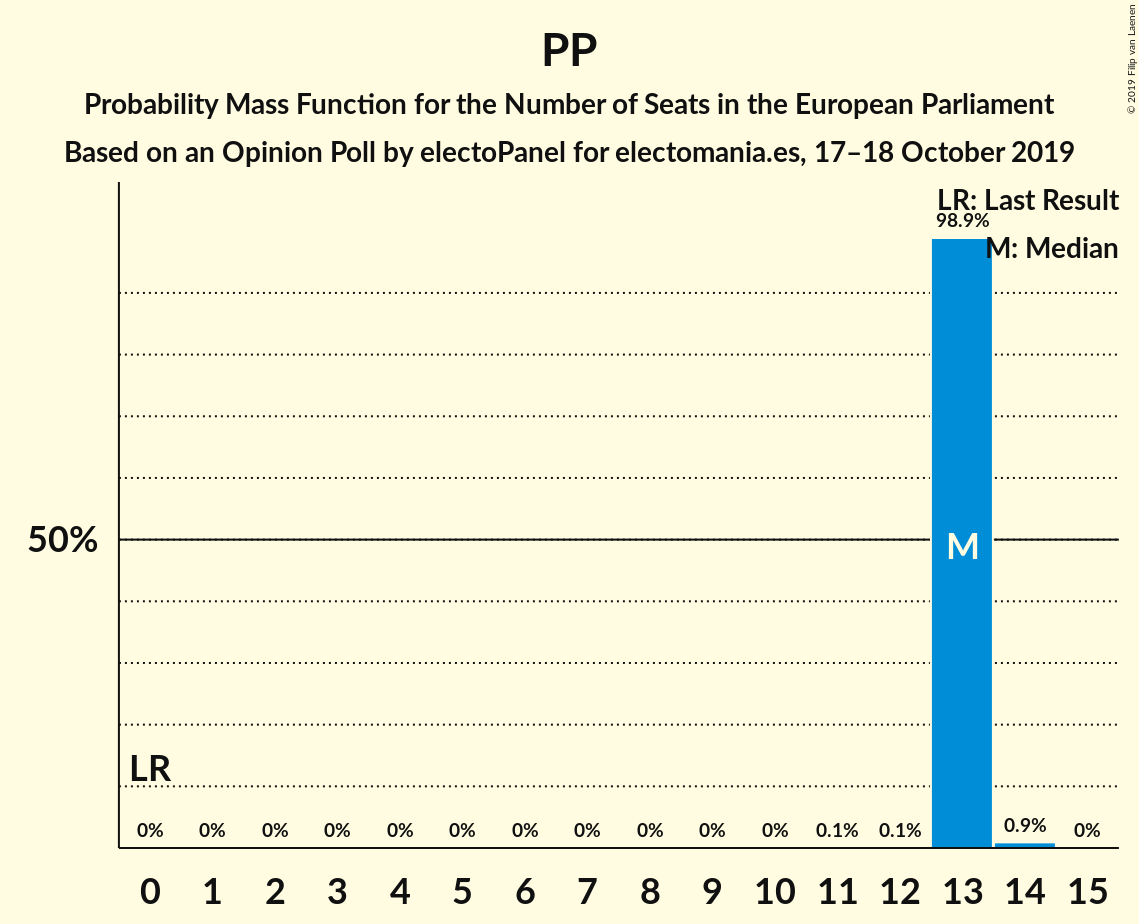 PP
Probability Mass Function for the Number of Seats in the European Parliament
Based on an Opinion Poll by electoPanel for electomania.es, 17–18 October 2019
© 2019 Filip van Laenen
LR: Last Result
98.9%
M: Median
50%
M
LR
0% 0% 0% 0% 0% 0% 0% 0% 0% 0% 0% 0.1% 0.1% 0.9% 0%
0 1 2 3 4 5 6 7 8 9 10 11 12 13 14 15